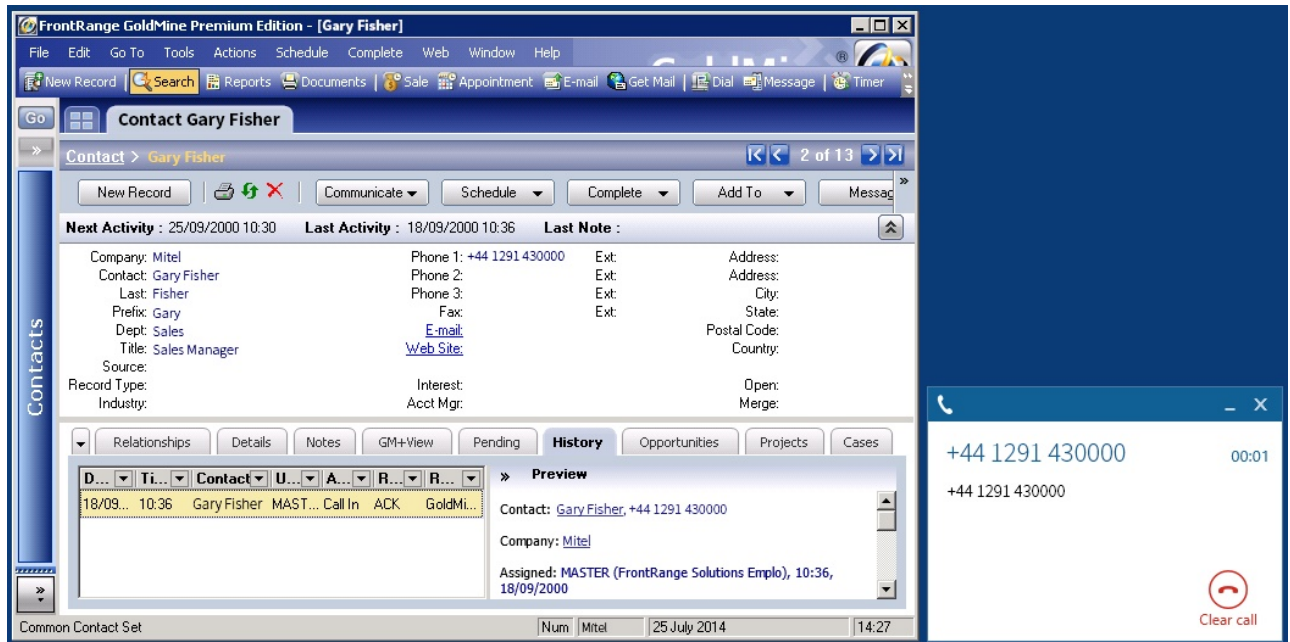 FrontRange GoldMine Premium Edition - [Gary Fisher]
File Edit Go To Tools Actions Schedule Complete Web Window Help
®
New Record Search Reports Documents Sale Appointment E-mail Get Mail Dial Message Timer
Go Contact Gary Fisher
» Contact > Gary Fisher 2 of 13
New Record Communicate Schedule Complete Add To Messag »
Next Activity : 25/09/2000 10:30 Last Activity : 18/09/2000 10:36 Last Note :
Company: Mitel Phone 1: +44 1291 430000 Ext: Address:
Contact: Gary Fisher Phone 2: Ext: Address:
Last: Fisher Phone 3: Ext: City:
Prefix: Gary Fax: Ext: State:
Dept: Sales E-mail: Postal Code:
Title: Sales Manager Web Site: Country:
Source:
Record Type: Interest: Open:
Industry: Acct Mgr: Merge:
Contacts
Relationships Details Notes GM+View Pending History Opportunities Projects Cases
D... Ti... Contact U... A... R... R... » Preview
18/09... 10:36 Gary Fisher MAST... Call In ACK GoldMi...
Contact: Gary Fisher, +44 1291 430000
Company: Mitel
Assigned: MASTER (FrontRange Solutions Emplo), 10:36,
18/09/2000
»
Common Contact Set Num Mitel 25 July 2014 14:27
_ X
+44 1291 430000 00:01
+44 1291 430000
Clear call